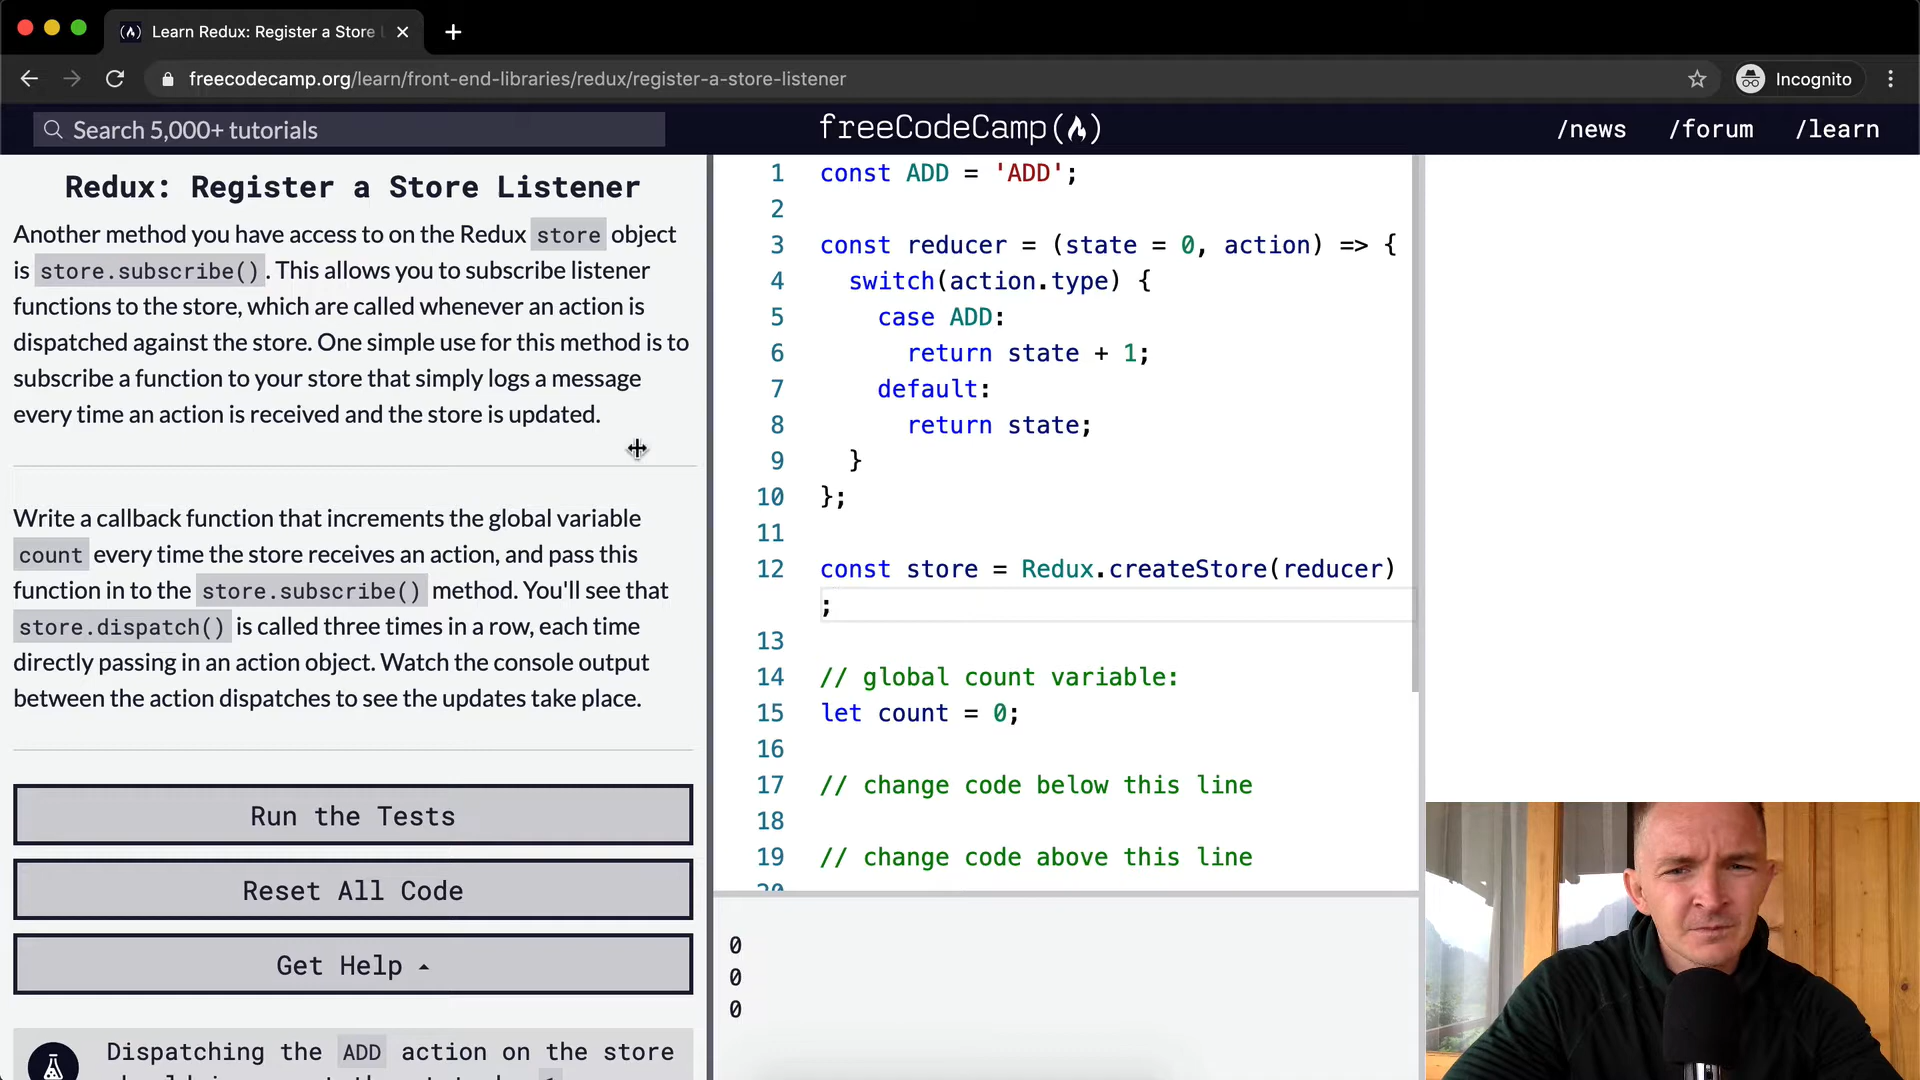 Learn Redux: Register a Store L
freecodecamp.org/learn/front-end-libraries/redux/register-a-store-listener
Incognito
Search 5,000+ tutorials
freeCodeCamp
/news
/forum
/learn
Redux: Register a Store Listener
Another method you have access to on the Redux store object
is store.subscribe(). This allows you to subscribe listener
functions to the store, which are called whenever an action is
dispatched against the store. One simple use for this method is to
subscribe a function to your store that simply logs a message
every time an action is received and the store is updated.
Write a callback function that increments the global variable
count every time the store receives an action, and pass this
function in to the store.subscribe() method. You'll see that
store.dispatch() is called three times in a row, each time
directly passing in an action object. Watch the console output
between the action dispatches to see the updates take place.
Run the Tests
Reset All Code
Get Help
Dispatching the ADD action on the store
1 const ADD = 'ADD';
2
3 const reducer = (state = 0, action) => {
4 switch(action.type) {
5 case ADD:
6 return state + 1;
7 default:
8 return state;
9 }
10 };
11
12 const store = Redux.createStore(reducer)
;
13
14 // global count variable:
15 let count = 0;
16
17 // change code below this line
18
19 // change code above this line
20
0
0
0